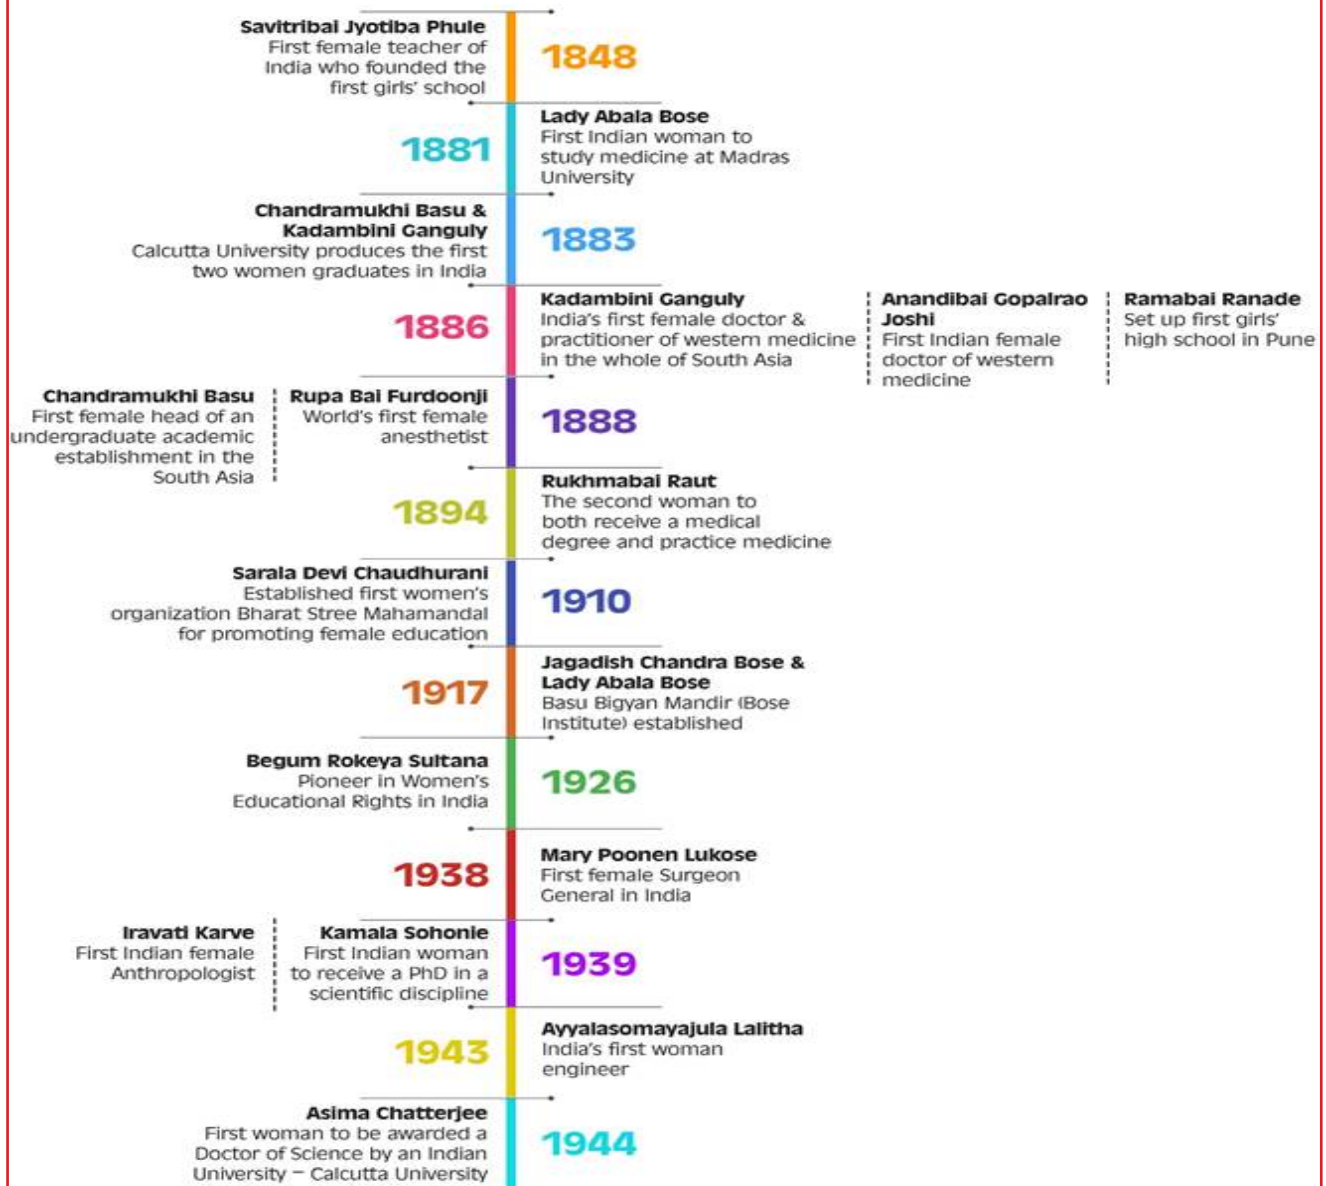 Savitribai Jyotiba Phule
First female teacher of
India who founded the
first girls' school
1848
1881
Lady Abala Bose
First Indian woman to
study medicine at Madras
University
Chandramukhi Basu &
Kadambini Ganguly
Calcutta University produces the first
two women graduates in India
1883
1886
Kadambini Ganguly
India's first female doctor &
practitioner of western medicine
in the whole of South Asia
Anandibai Gopalrao
Joshi
First Indian female
doctor of western
medicine
Ramabai Ranade
Set up first girls'
high school in Pune
Chandramukhi Basu
First female head of an
undergraduate academic
establishment in the
South Asia
Rupa Bai Furdoonji
World's first female
anesthetist
1888
1894
Rukhmabai Raut
The second woman to
both receive a medical
degree and practice medicine
Sarala Devi Chaudhurani
Established first women's
organization Bharat Stree Mahamandal
for promoting female education
1910
1917
Jagadish Chandra Bose &
Lady Abala Bose
Basu Bigyan Mandir (Bose
Institute) established
Begum Rokeya Sultana
Pioneer in Women's
Educational Rights in India
1926
1938
Mary Poonen Lukose
First female Surgeon
General in India
Iravati Karve
First Indian female
Anthropologist
Kamala Sohonie
First Indian woman
to receive a PhD in a
scientific discipline
1939
1943
Ayyalasomayajula Lalitha
India's first woman
engineer
Asima Chatterjee
First woman to be awarded a
Doctor of Science by an Indian
University – Calcutta University
1944